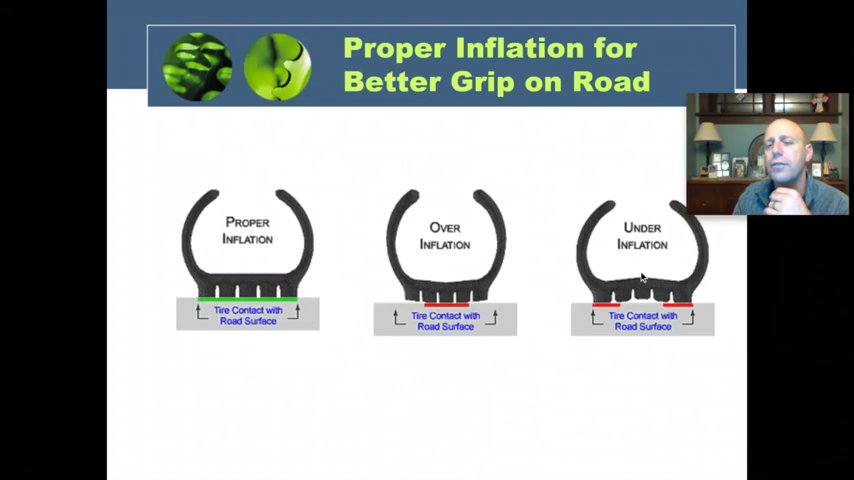 Proper Inflation for
Better Grip on Road
PROPER
INFLATION
Tire Contact with
Road Surface
OVER
INFLATION
Tire Contact with
Road Surface
UNDER
INFLATION
Tire Contact with
Road Surface